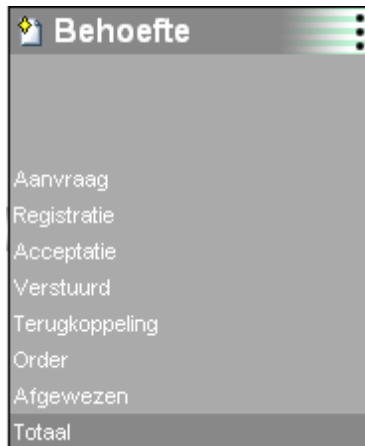 Behoefte
Aanvraag
Registratie
Acceptatie
Verstuurd
Terugkoppeling
Order
Afgewezen
Totaal